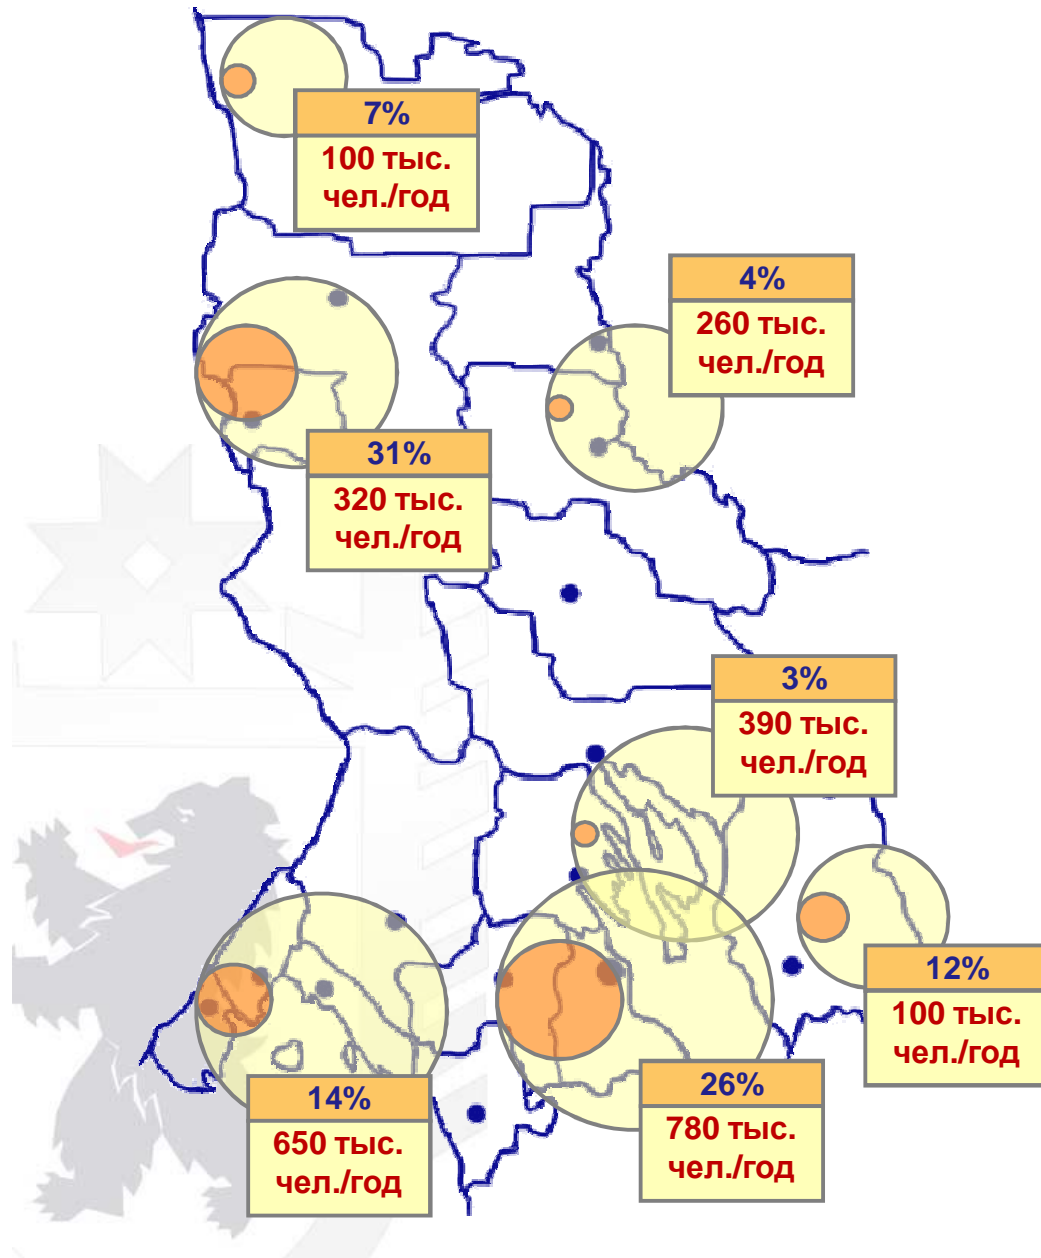 7%
100 тыс.
чел./год
4%
260 тыс.
чел./год
31%
320 тыс.
чел./год
3%
390 тыс.
чел./год
12%
100 тыс.
чел./год
14%
650 тыс.
чел./год
26%
780 тыс.
чел./год